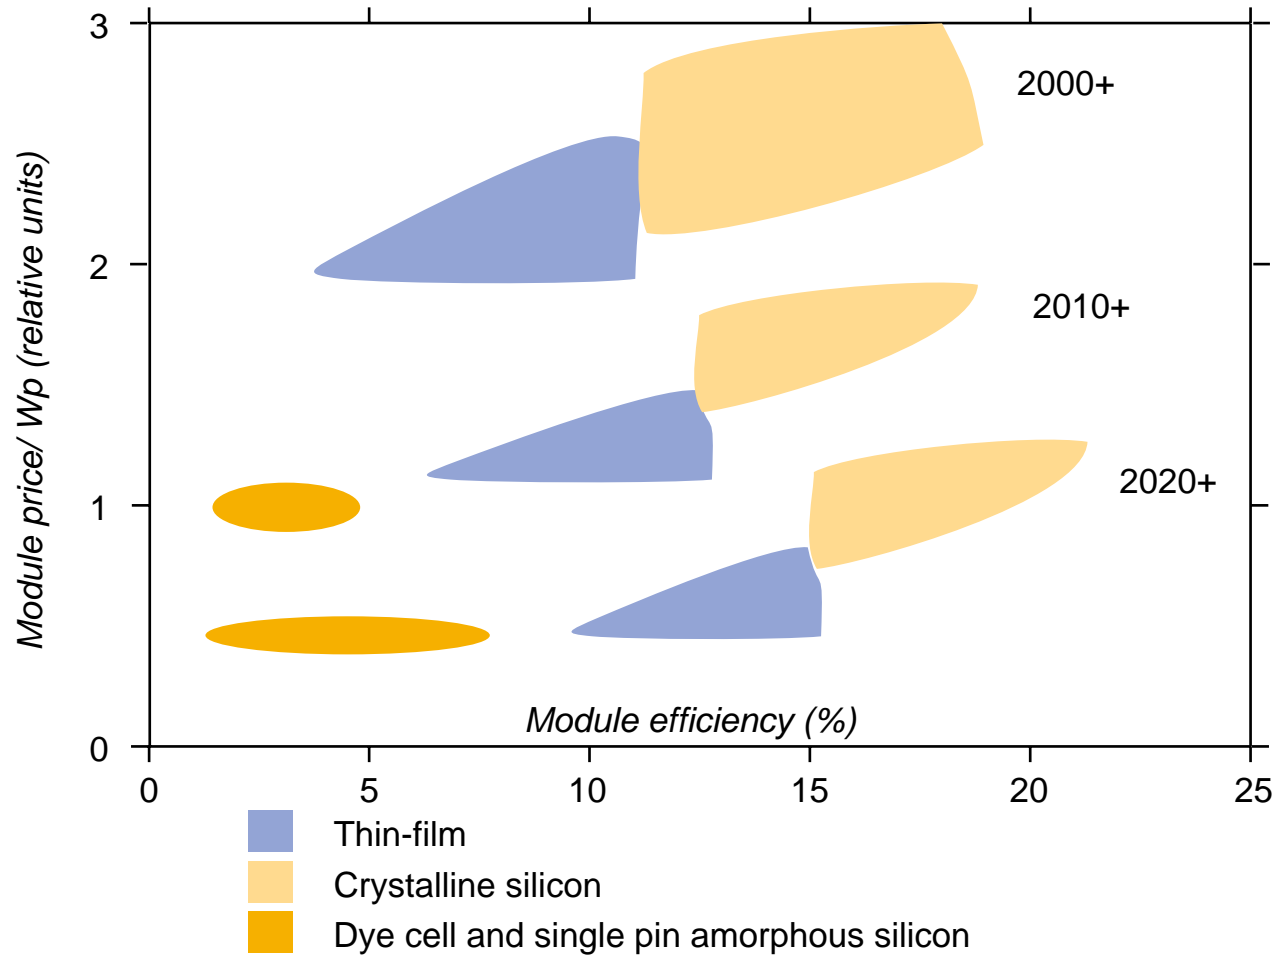 3
2000+
2
2010+
1
2020+
0
Module price/ Wp (relative units)
Module efficiency (%)
0 5 10 15 20 25
Thin-film
Crystalline silicon
Dye cell and single pin amorphous silicon